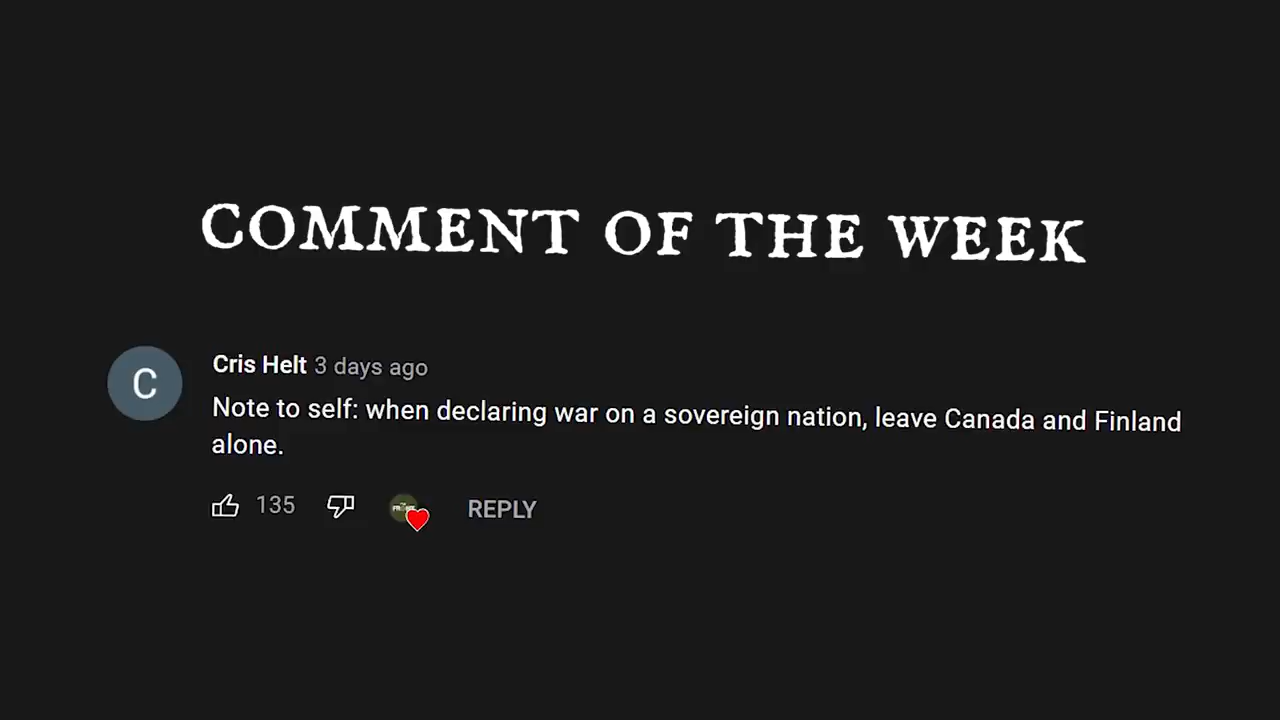 COMMENT OF THE WEEK
C
Cris Helt 3 days ago
Note to self: when declaring war on a sovereign nation, leave Canada and Finland
alone.
135 REPLY